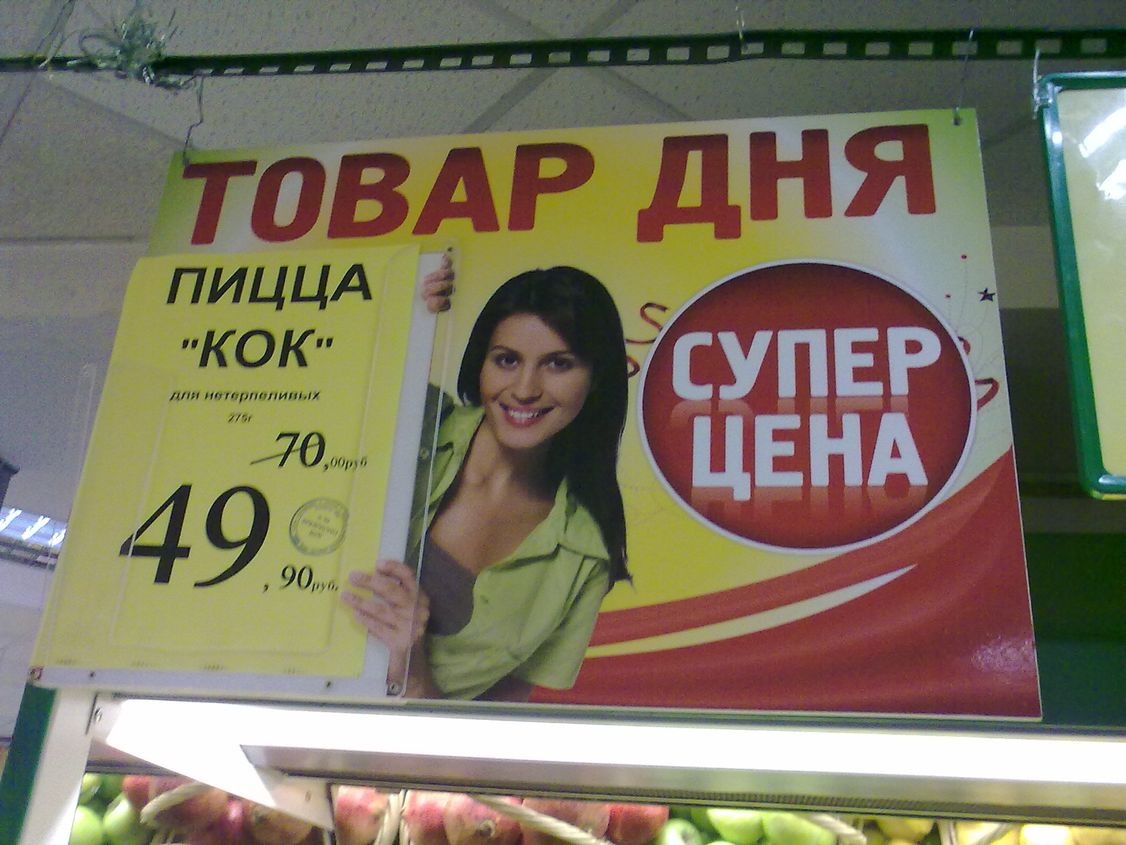 ТОВАР ДНЯ
ПИЦЦА
"КОК"
для нетерпеливых
275г
70,00руб
49,90руб.
СУПЕР
ЦЕНА